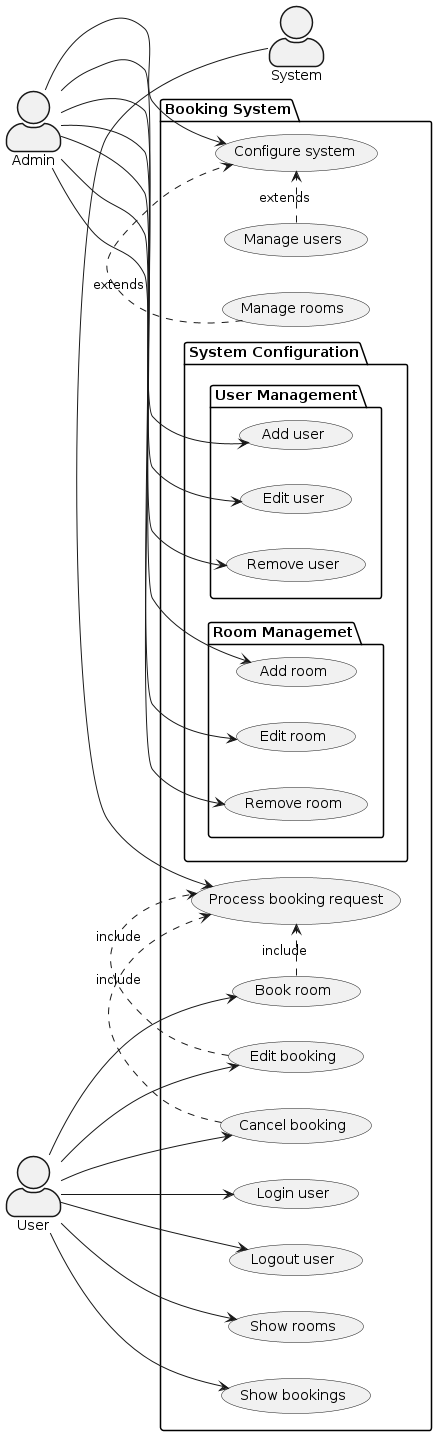 System
Admin
Booking System
Configure system
extends
Manage users
extends
Manage rooms
System Configuration
User Management
Add user
Edit user
Remove user
Room Managemet
Add room
Edit room
Remove room
Process booking request
include
include
include
Book room
Edit booking
Cancel booking
User
Login user
Logout user
Show rooms
Show bookings